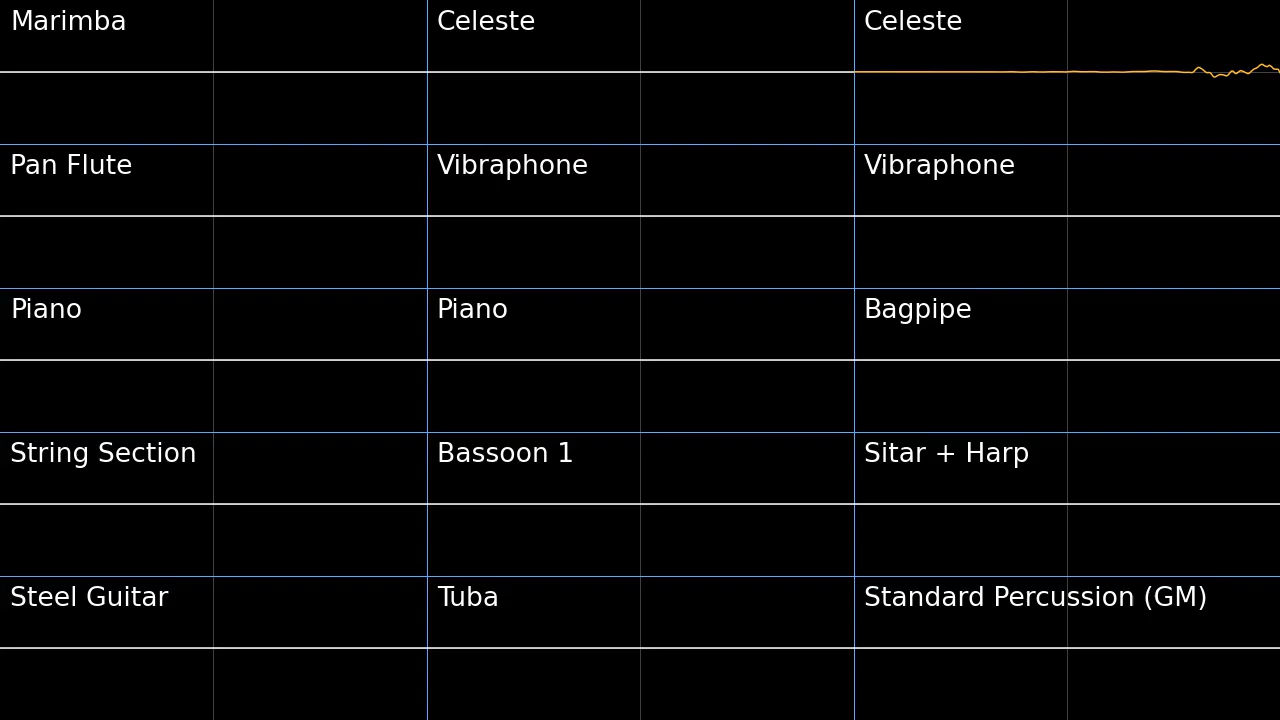 Marimba
Celeste
Celeste
Pan Flute
Vibraphone
Vibraphone
Piano
Piano
Bagpipe
String Section
Bassoon 1
Sitar + Harp
Steel Guitar
Tuba
Standard Percussion (GM)